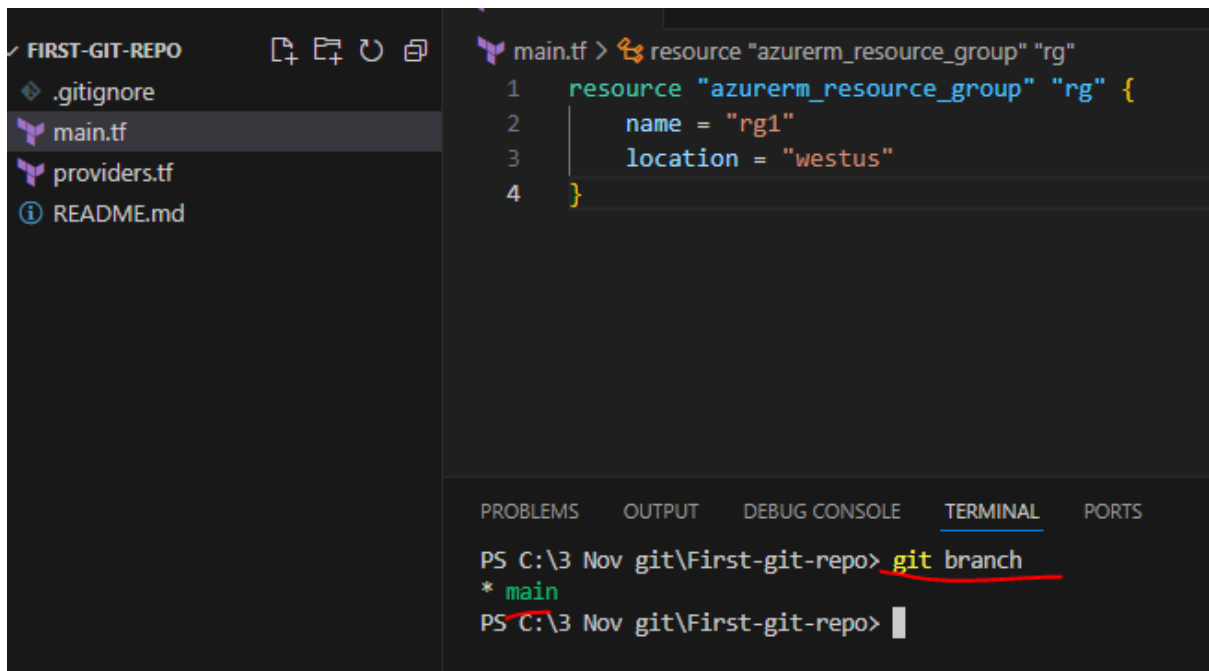 FIRST-GIT-REPO
.gitignore
main.tf
providers.tf
README.md
main.tf > resource "azurerm_resource_group" "rg"
1 resource "azurerm_resource_group" "rg" {
2 name = "rg1"
3 location = "westus"
4 }
PROBLEMS OUTPUT DEBUG CONSOLE TERMINAL PORTS
PS C:\3 Nov git\First-git-repo> git branch
* main
PS C:\3 Nov git\First-git-repo>